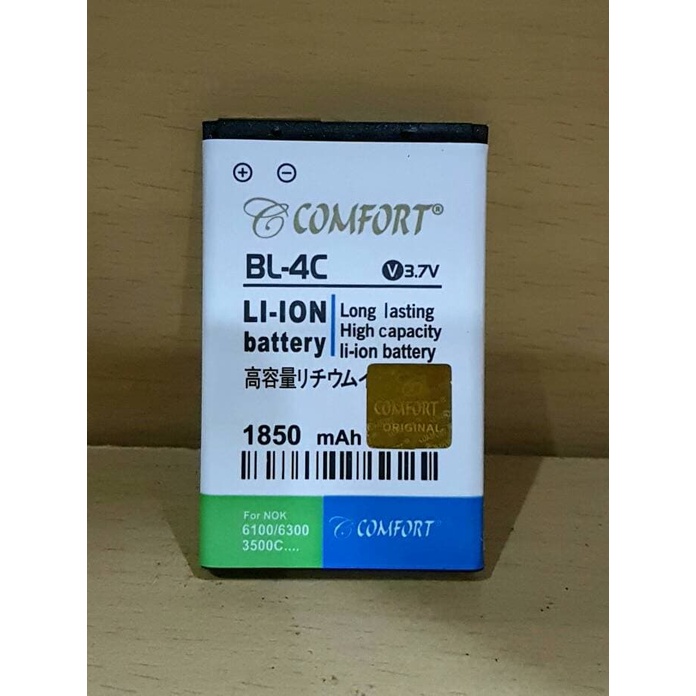 + −
COMFORT®
BL-4C
V 3.7V
LI-ION
battery
Long lasting
High capacity
li-ion battery
高容量リチウムイ
COMFORT
ORIGINAL
1850 mAh
For NOK
6100/6300
3500C....
COMFORT